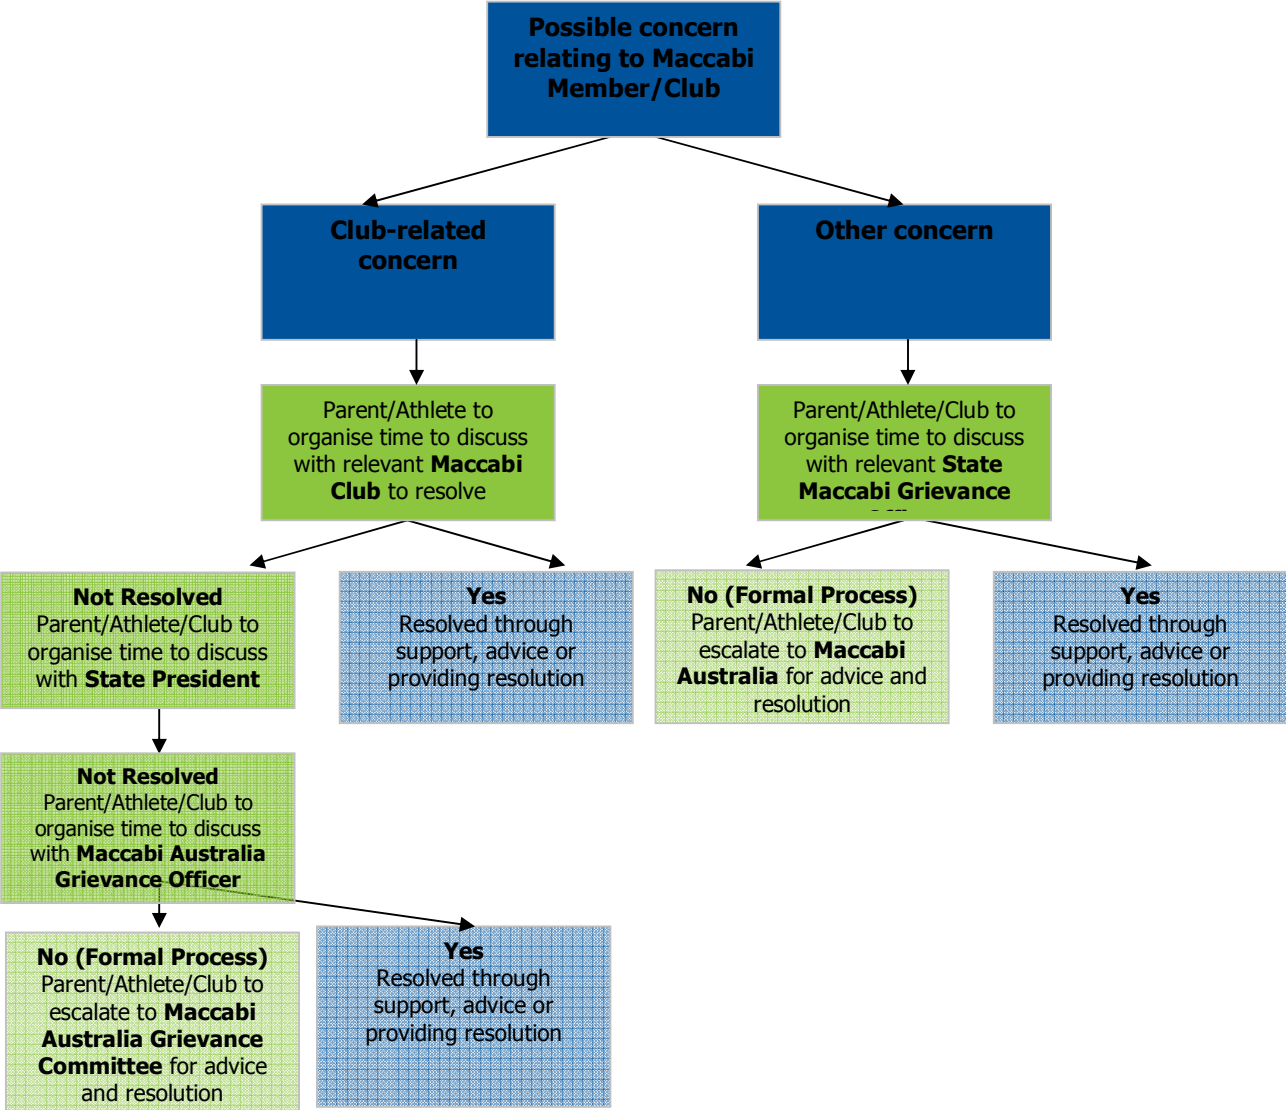 Possible concern
relating to Maccabi
Member/Club
Club-related
concern
Other concern
Parent/Athlete to
organise time to discuss
with relevant Maccabi
Club to resolve
Parent/Athlete/Club to
organise time to discuss
with relevant State
Maccabi Grievance
Not Resolved
Parent/Athlete/Club to
organise time to discuss
with State President
Yes
Resolved through
support, advice or
providing resolution
No (Formal Process)
Parent/Athlete/Club to
escalate to Maccabi
Australia for advice and
resolution
Yes
Resolved through
support, advice or
providing resolution
Not Resolved
Parent/Athlete/Club to
organise time to discuss
with Maccabi Australia
Grievance Officer
No (Formal Process)
Parent/Athlete/Club to
escalate to Maccabi
Australia Grievance
Committee for advice
and resolution
Yes
Resolved through
support, advice or
providing resolution